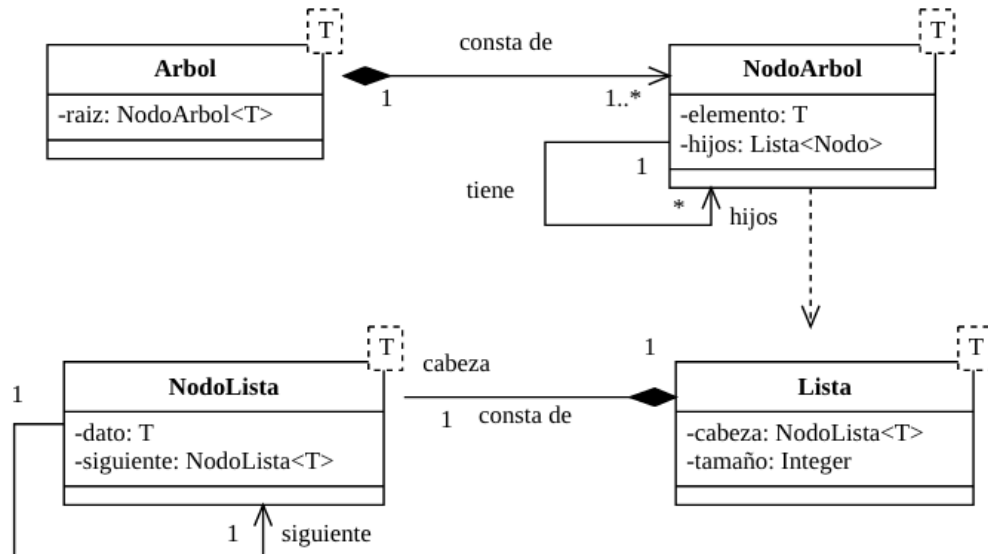 T
Arbol
-raiz: NodoArbol<T>
consta de
1
1..*
T
NodoArbol
-elemento: T
-hijos: Lista<Nodo>
1
tiene
*
hijos
T
NodoLista
-dato: T
-siguiente: NodoLista<T>
1
1
siguiente
cabeza
1
consta de
1
T
Lista
-cabeza: NodoLista<T>
-tamaño: Integer